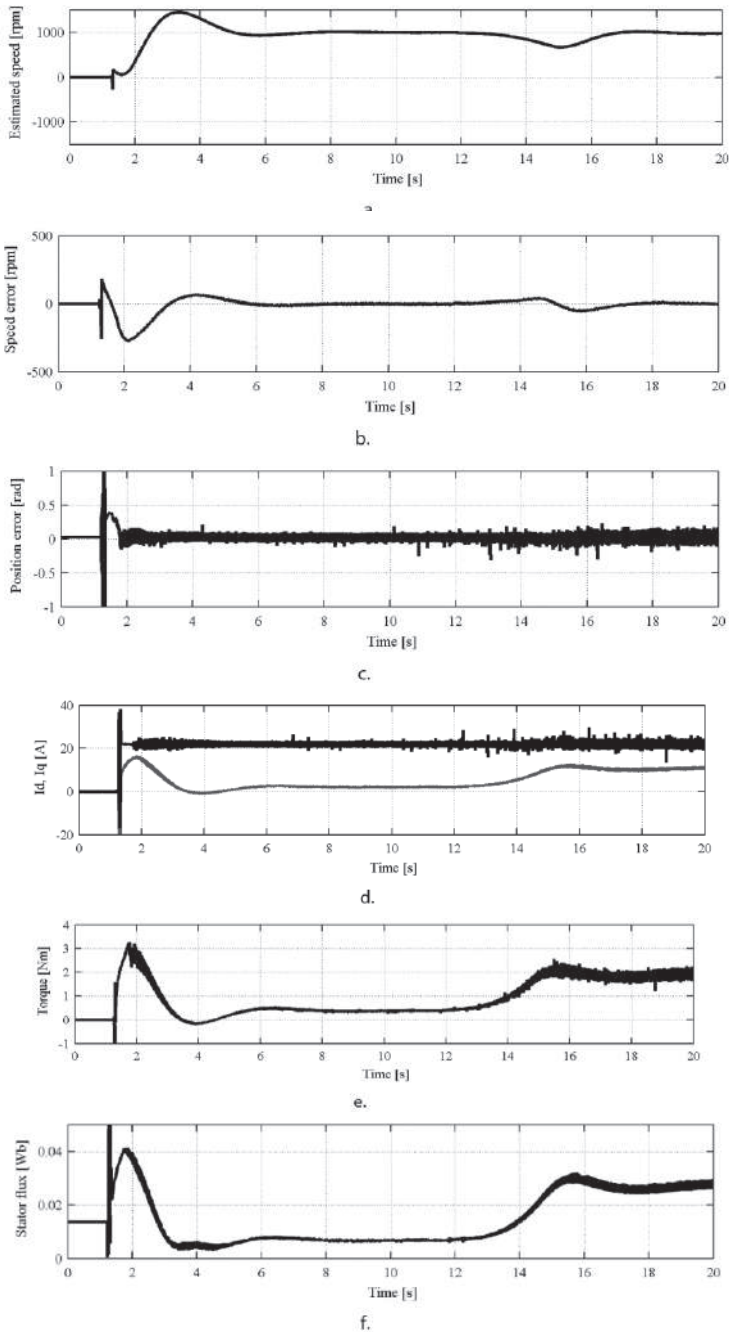 Estimated speed [rpm]
1000
0
-1000
0 2 4 6 8 10 12 14 16 18 20
Time [s]
a.
Speed error [rpm]
500
0
-500
0 2 4 6 8 10 12 14 16 18 20
Time [s]
b.
Position error [rad]
1
0.5
0
-0.5
-1
0 2 4 6 8 10 12 14 16 18 20
Time [s]
c.
Id, Iq [A]
40
20
0
-20
0 2 4 6 8 10 12 14 16 18 20
Time [s]
d.
Torque [Nm]
4
3
2
1
0
-1
0 2 4 6 8 10 12 14 16 18 20
Time [s]
e.
Stator flux [Wb]
0.04
0.02
0
0 2 4 6 8 10 12 14 16 18 20
Time [s]
f.